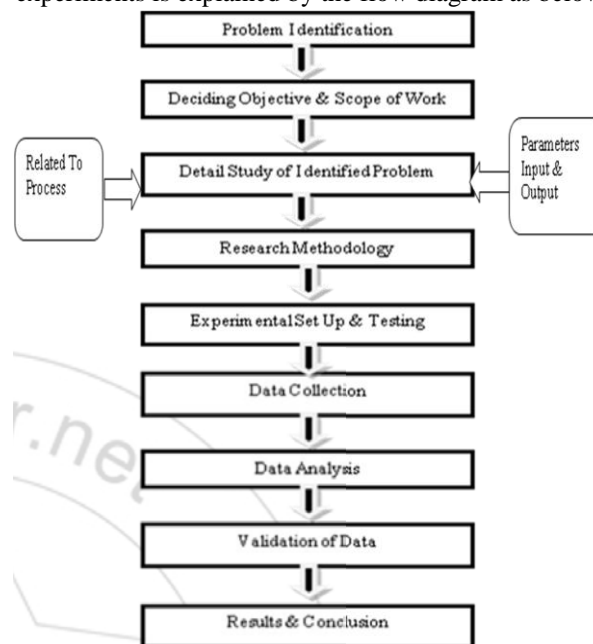 experiments is explained by the flow diagram as below
Problem Identification
Deciding Objective & Scope of Work
Related To
Process
Detail Study of Identified Problem
Parameters
Input &
Output
Research Methodology
Experimental Set Up & Testing
Data Collection
Data Analysis
Validation of Data
Results & Conclusion
r.net